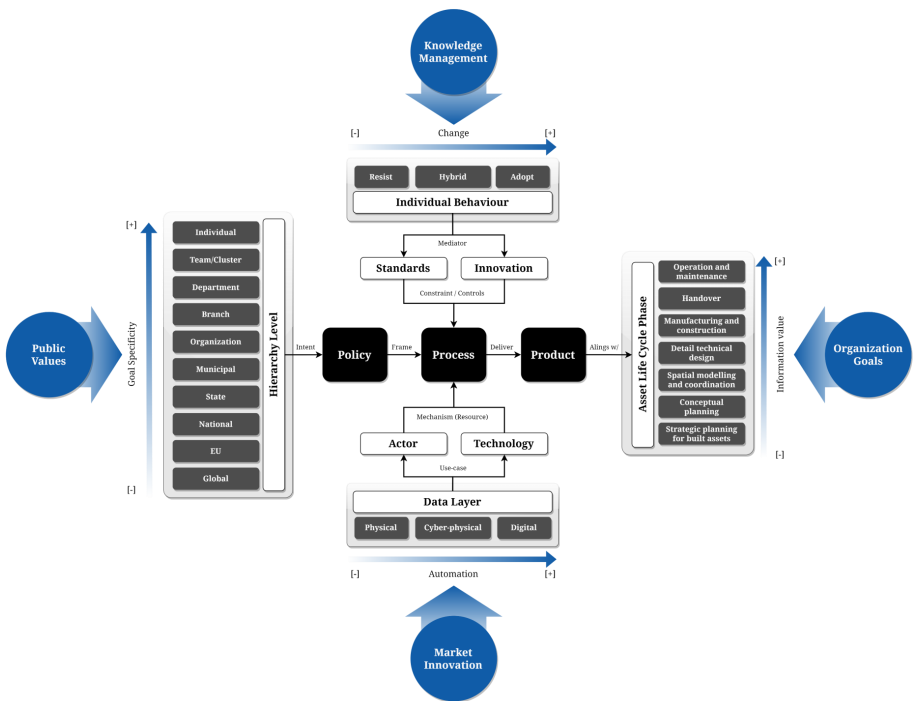 Knowledge
Management
[-]
Change
[+]
Resist
Hybrid
Adopt
Individual Behaviour
Mediator
Standards
Innovation
Constraint / Controls
[+]
Goal Specificity
[-]
Individual
Team/Cluster
Department
Branch
Organization
Municipal
State
National
EU
Global
Hierarchy Level
Public
Values
Intent
Policy
Frame
Process
Deliver
Product
Alings w/
Asset Life Cycle Phase
Operation and
maintenance
Handover
Manufacturing and
construction
Detail technical
design
Spatial modelling
and coordination
Conceptual
planning
Strategic planning
for built assets
[+]
Information value
[-]
Organization
Goals
Mechanism (Resource)
Actor
Technology
Use-case
Data Layer
Physical
Cyber-physical
Digital
[-]
Automation
[+]
Market
Innovation